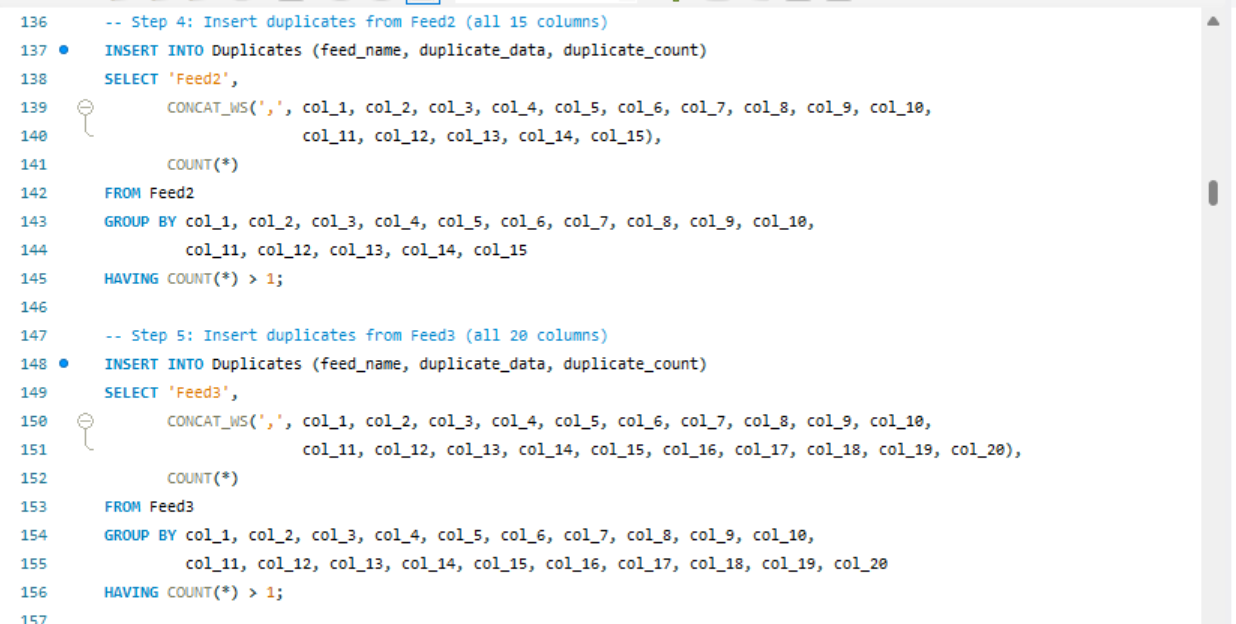 136 -- Step 4: Insert duplicates from Feed2 (all 15 columns)
137 INSERT INTO Duplicates (feed_name, duplicate_data, duplicate_count)
138 SELECT 'Feed2',
139 CONCAT_WS(',', col_1, col_2, col_3, col_4, col_5, col_6, col_7, col_8, col_9, col_10,
140 col_11, col_12, col_13, col_14, col_15),
141 COUNT(*)
142 FROM Feed2
143 GROUP BY col_1, col_2, col_3, col_4, col_5, col_6, col_7, col_8, col_9, col_10,
144 col_11, col_12, col_13, col_14, col_15
145 HAVING COUNT(*) > 1;
146
147 -- Step 5: Insert duplicates from Feed3 (all 20 columns)
148 INSERT INTO Duplicates (feed_name, duplicate_data, duplicate_count)
149 SELECT 'Feed3',
150 CONCAT_WS(',', col_1, col_2, col_3, col_4, col_5, col_6, col_7, col_8, col_9, col_10,
151 col_11, col_12, col_13, col_14, col_15, col_16, col_17, col_18, col_19, col_20),
152 COUNT(*)
153 FROM Feed3
154 GROUP BY col_1, col_2, col_3, col_4, col_5, col_6, col_7, col_8, col_9, col_10,
155 col_11, col_12, col_13, col_14, col_15, col_16, col_17, col_18, col_19, col_20
156 HAVING COUNT(*) > 1;
157